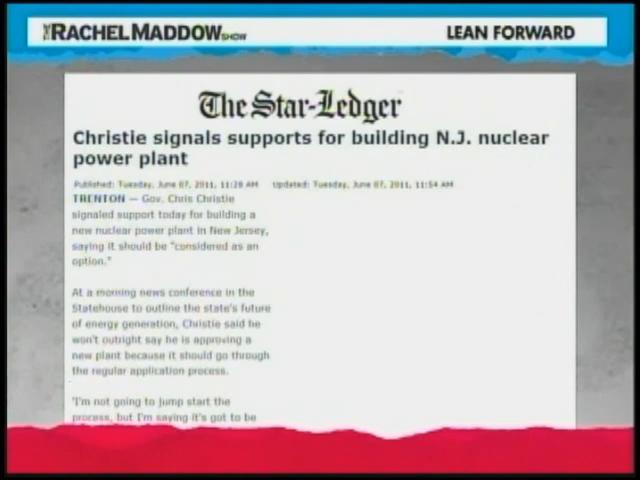 THE RACHEL MADDOW SHOW
LEAN FORWARD
The Star-Ledger
Christie signals supports for building N.J. nuclear
power plant
Published: Tuesday, June 07, 2011, 11:28 AM Updated: Tuesday, June 07, 2011, 11:54 AM
TRENTON — Gov. Chris Christie
signaled support today for building a
new nuclear power plant in New Jersey,
saying it should be "considered as an
option."
At a morning news conference in the
Statehouse to outline the state's future
of energy generation, Christie said he
won't outright say he is approving a
new plant because it should go through
the regular application process.
'I'm not going to jump start the
process, but I'm saying it's got to be